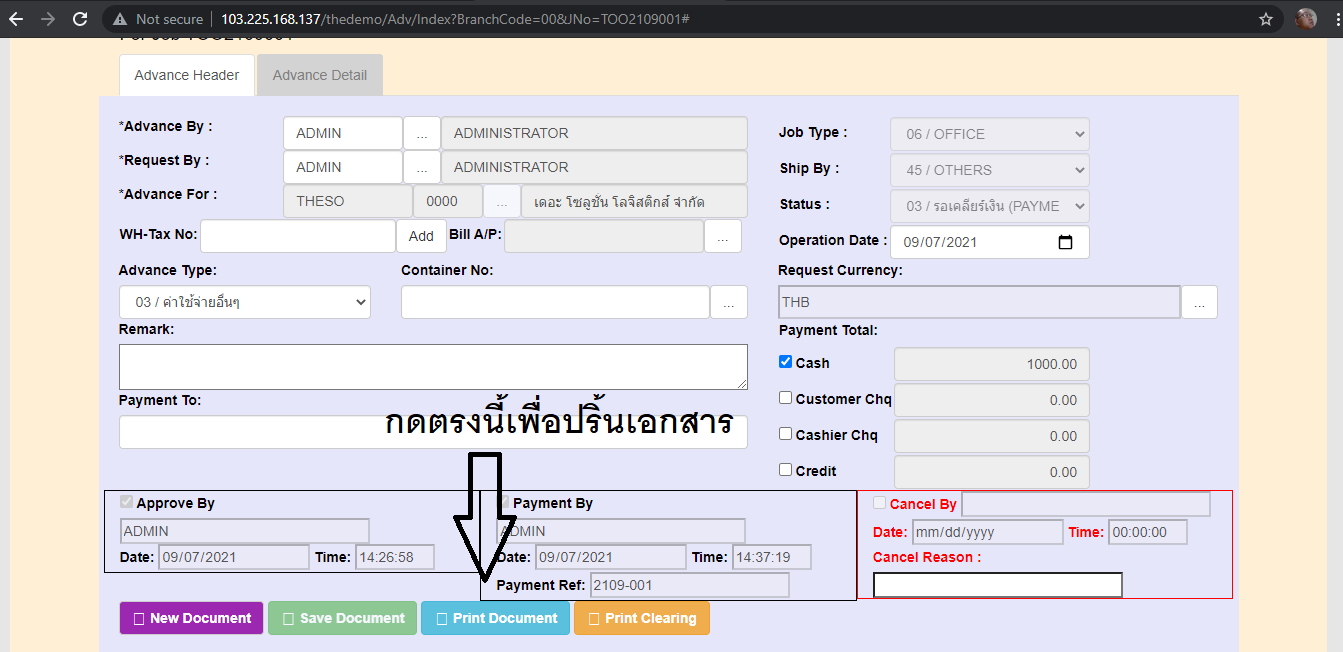 Not secure | 103.225.168.137/thedemo/Adv/Index?BranchCode=00&JNo=TOO2109001#
Advance Header Advance Detail
*Advance By : ADMIN ... ADMINISTRATOR
Job Type : 06 / OFFICE
*Request By : ADMIN ... ADMINISTRATOR
Ship By : 45 / OTHERS
*Advance For : THESO 0000 ... เดอะ โซลูชั่น โลจิสติกส์ จำกัด
Status : 03 / รอเคลียร์เงิน (PAYME
WH-Tax No: Add Bill A/P: ...
Operation Date : 09/07/2021
Advance Type: Container No: Request Currency:
03 / ค่าใช้จ่ายอื่นๆ ... THB ...
Remark: Payment Total:
Cash 1000.00
Payment To: Customer Chq 0.00
กดตรงนี้เพื่อปริ้นเอกสาร
Cashier Chq 0.00
Credit 0.00
Approve By Payment By Cancel By
ADMIN ADMIN
Date: mm/dd/yyyy Time: 00:00:00
Date: 09/07/2021 Time: 14:26:58 Date: 09/07/2021 Time: 14:37:19 Cancel Reason :
Payment Ref: 2109-001
New Document Save Document Print Document Print Clearing